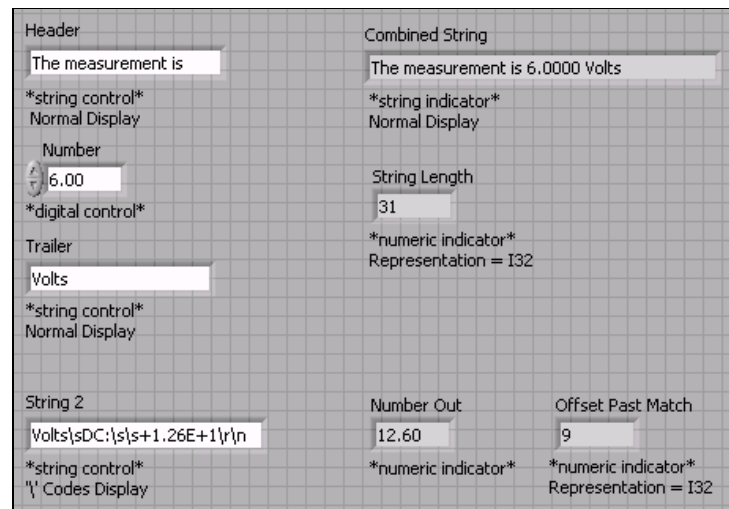 Header
The measurement is
*string control*
Normal Display
Number
6.00
*digital control*
Trailer
Volts
*string control*
Normal Display
Combined String
The measurement is 6.0000 Volts
*string indicator*
Normal Display
String Length
31
*numeric indicator*
Representation = I32
String 2
Volts\sDC:\s\s+1.26E+1\r\n
*string control*
'\' Codes Display
Number Out
12.60
*numeric indicator*
Offset Past Match
9
*numeric indicator*
Representation = I32